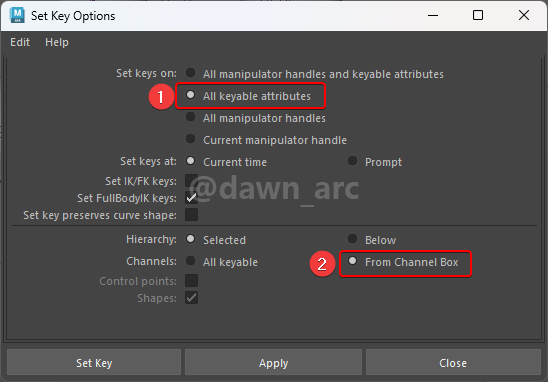 Set Key Options
Edit Help
Set keys on: All manipulator handles and keyable attributes
1 All keyable attributes
All manipulator handles
Current manipulator handle
Set keys at: Current time Prompt
Set IK/FK keys:
Set FullBodyIK keys:
@dawn_arc
Set key preserves curve shape:
Hierarchy: Selected Below
Channels: All keyable 2 From Channel Box
Control points:
Shapes:
Set Key Apply Close